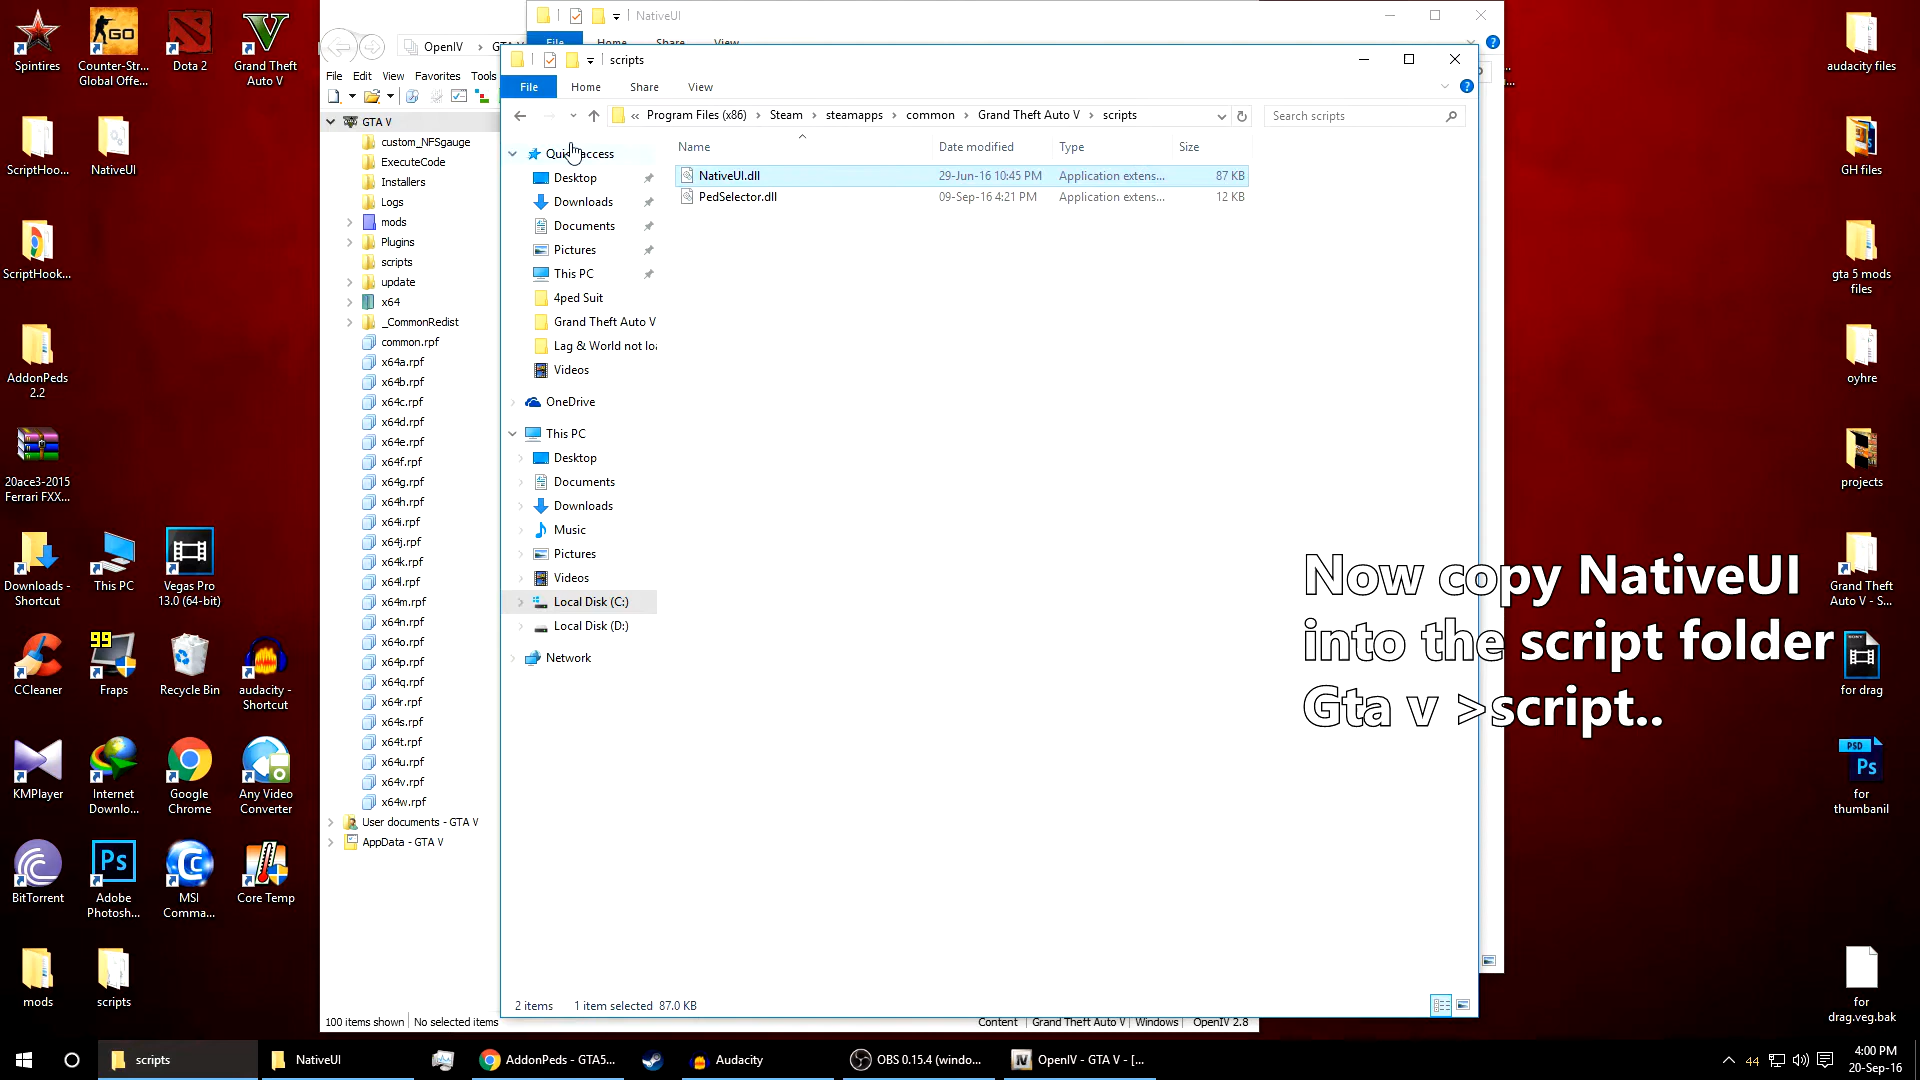 Spintires
Counter-Str...
Global Offe...
Dota 2
Grand Theft
Auto V
ScriptHoo...
NativeUI
ScriptHook...
AddonPeds
2.2
20ace3-2015
Ferrari FXX...
Downloads -
Shortcut
This PC
Vegas Pro
13.0 (64-bit)
99
CCleaner
Fraps
Recycle Bin
audacity -
Shortcut
KMPlayer
Internet
Downlo...
Google
Chrome
Any Video
Converter
BitTorrent
Adobe
Photosh...
MSI
Comma...
Core Temp
mods
scripts
OpenIV
File Edit View Favorites Tools
GTA V
custom_NFSgauge
ExecuteCode
Installers
Logs
mods
Plugins
scripts
update
x64
_CommonRedist
common.rpf
x64a.rpf
x64b.rpf
x64c.rpf
x64d.rpf
x64e.rpf
x64f.rpf
x64g.rpf
x64h.rpf
x64i.rpf
x64j.rpf
x64k.rpf
x64l.rpf
x64m.rpf
x64n.rpf
x64o.rpf
x64p.rpf
x64q.rpf
x64r.rpf
x64s.rpf
x64t.rpf
x64u.rpf
x64v.rpf
x64w.rpf
User documents - GTA V
AppData - GTA V
100 items shown No selected items
Content Grand Theft Auto V Windows OpenIV 2.8
NativeUI
File Home Share View
scripts
File Home Share View
« Program Files (x86) > Steam > steamapps > common > Grand Theft Auto V > scripts
Search scripts
Quick access
Desktop
Downloads
Documents
Pictures
This PC
4ped Suit
Grand Theft Auto V
Lag & World not loa
Videos
OneDrive
This PC
Desktop
Documents
Downloads
Music
Pictures
Videos
Local Disk (C:)
Local Disk (D:)
Network
Name Date modified Type Size
NativeUI.dll 29-Jun-16 10:45 PM Application extens... 87 KB
PedSelector.dll 09-Sep-16 4:21 PM Application extens... 12 KB
2 items 1 item selected 87.0 KB
Now copy NativeUI
into the script folder
Gta v >script..
audacity files
GH files
gta 5 mods
files
oyhre
projects
Grand Theft
Auto V - S...
for drag
PSD
Ps
for
thumbanil
for
drag.veg.bak
scripts
NativeUI
AddonPeds - GTA5...
Audacity
OBS 0.15.4 (windo...
OpenIV - GTA V - [...
44
4:00 PM
20-Sep-16